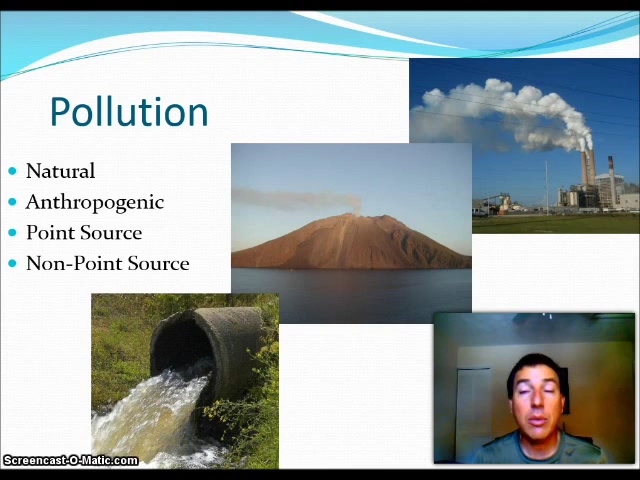 Pollution
Natural
Anthropogenic
Point Source
Non-Point Source
Screencast-O-Matic.com